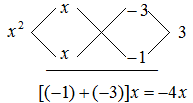 x −3
x² 3
x −1
[(−1)+(−3)]x=−4x